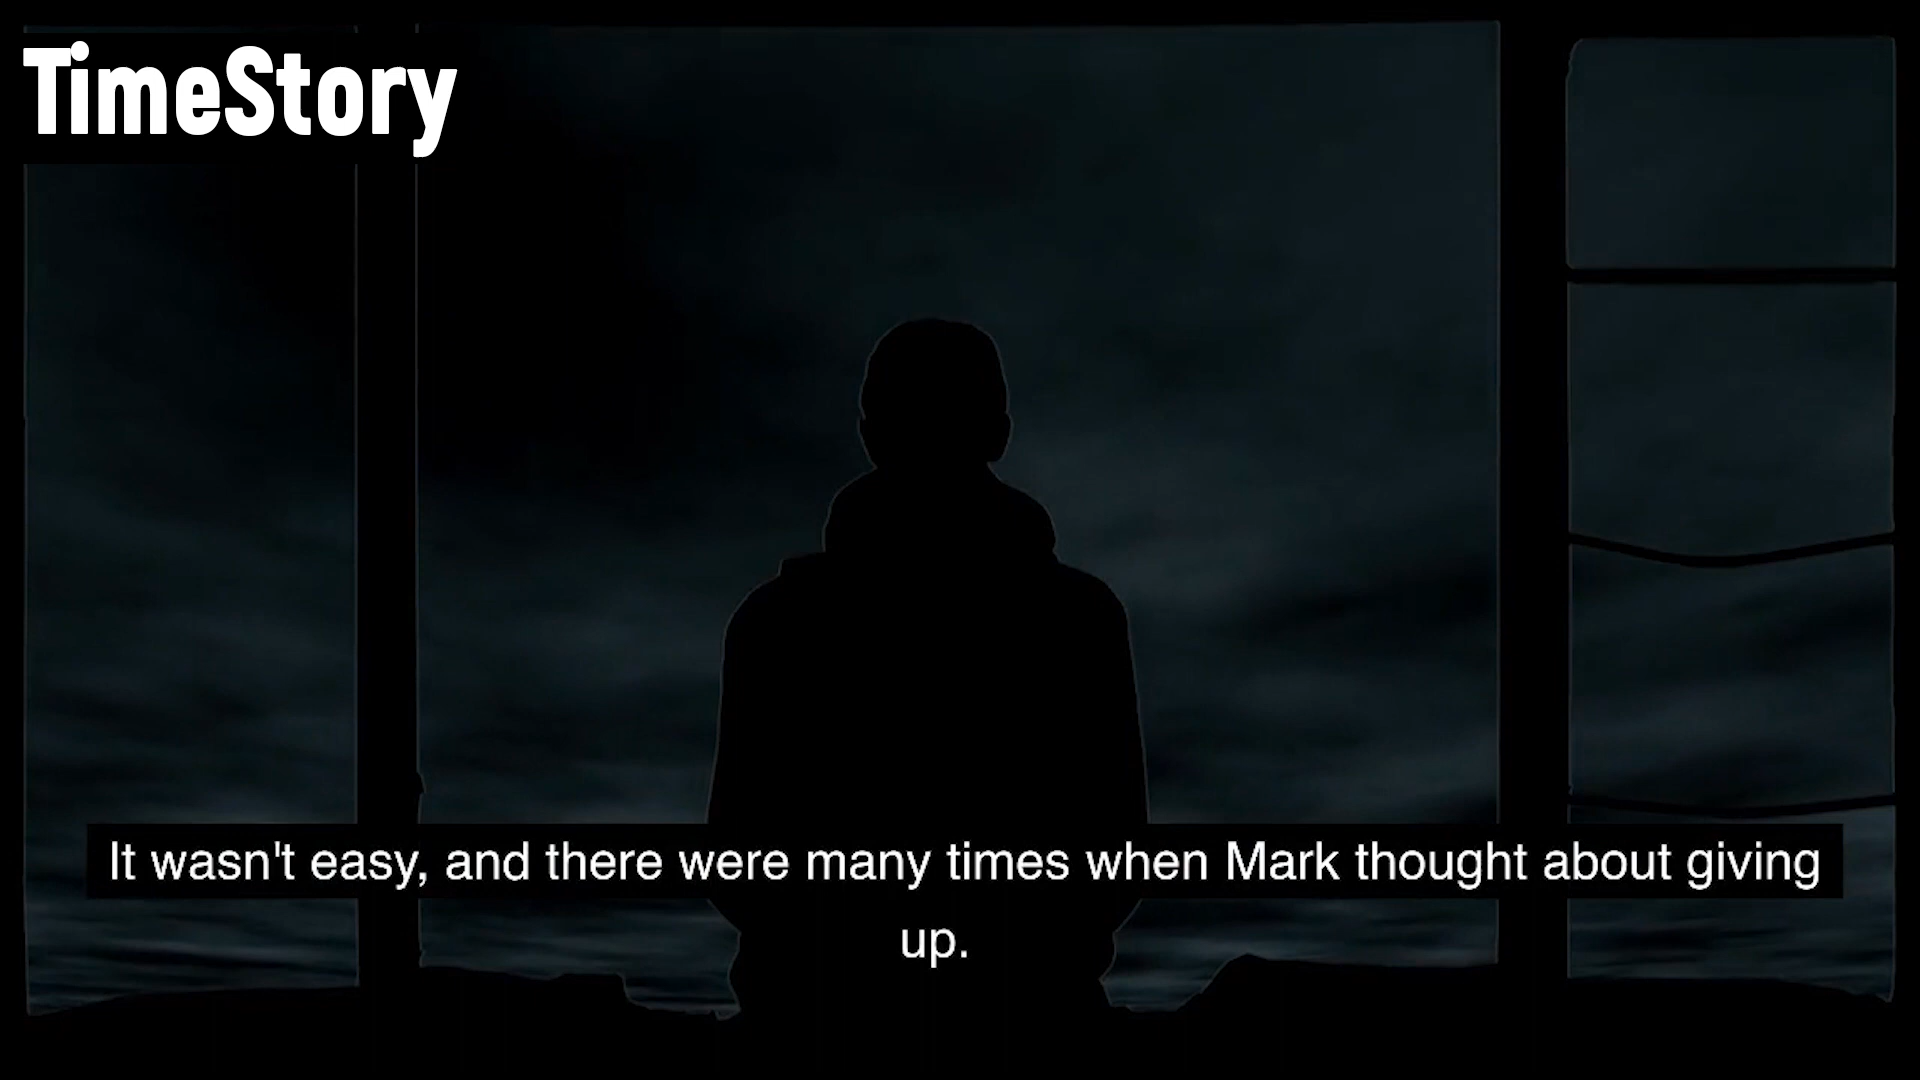 TimeStory
It wasn't easy, and there were many times when Mark thought about giving
up.